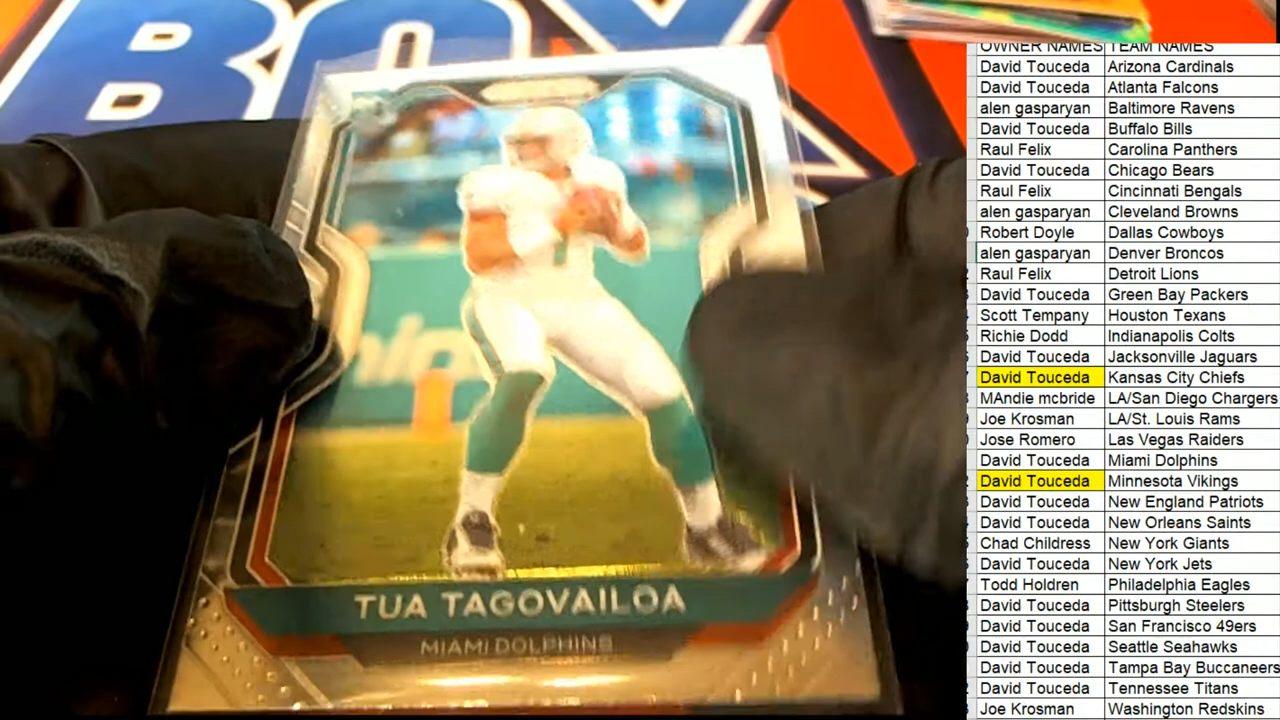 BOX
TUA TAGOVAILOA
MIAMI DOLPHINS
OWNER NAMES TEAM NAMES
David Touceda Arizona Cardinals
David Touceda Atlanta Falcons
alen gasparyan Baltimore Ravens
David Touceda Buffalo Bills
Raul Felix Carolina Panthers
David Touceda Chicago Bears
Raul Felix Cincinnati Bengals
alen gasparyan Cleveland Browns
Robert Doyle Dallas Cowboys
alen gasparyan Denver Broncos
Raul Felix Detroit Lions
David Touceda Green Bay Packers
Scott Tempany Houston Texans
Richie Dodd Indianapolis Colts
David Touceda Jacksonville Jaguars
David Touceda Kansas City Chiefs
MAndie mcbride LA/San Diego Chargers
Joe Krosman LA/St. Louis Rams
Jose Romero Las Vegas Raiders
David Touceda Miami Dolphins
David Touceda Minnesota Vikings
David Touceda New England Patriots
David Touceda New Orleans Saints
Chad Childress New York Giants
David Touceda New York Jets
Todd Holdren Philadelphia Eagles
David Touceda Pittsburgh Steelers
David Touceda San Francisco 49ers
David Touceda Seattle Seahawks
David Touceda Tampa Bay Buccaneers
David Touceda Tennessee Titans
Joe Krosman Washington Redskins